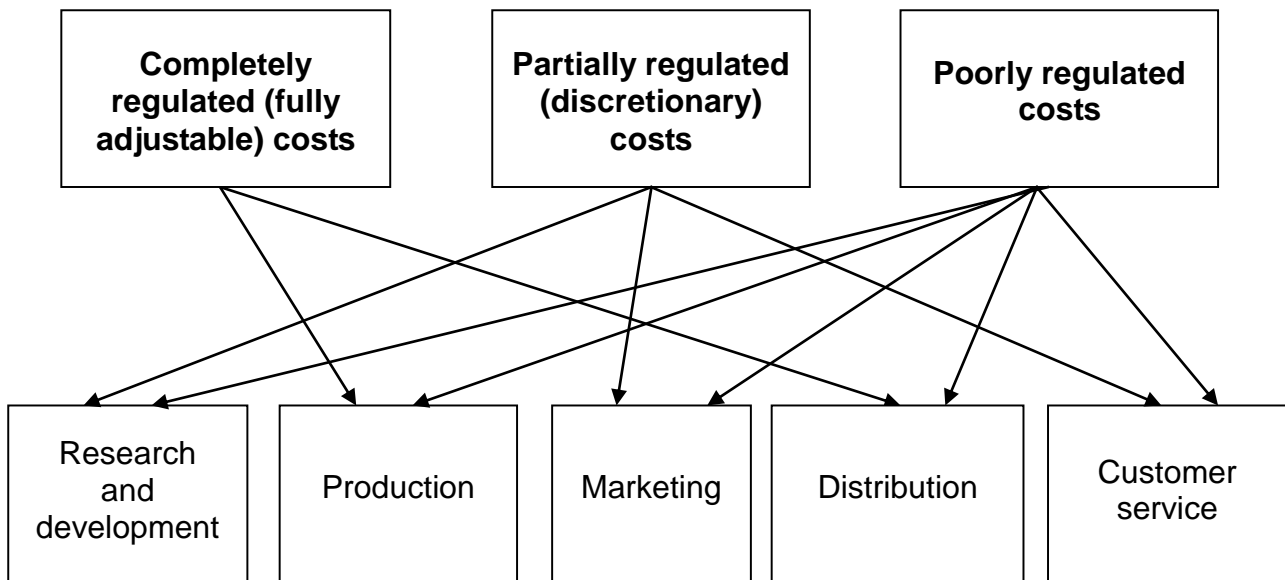 Completely
regulated (fully
adjustable) costs
Partially regulated
(discretionary)
costs
Poorly regulated
costs
Research
and
development
Production
Marketing
Distribution
Customer
service